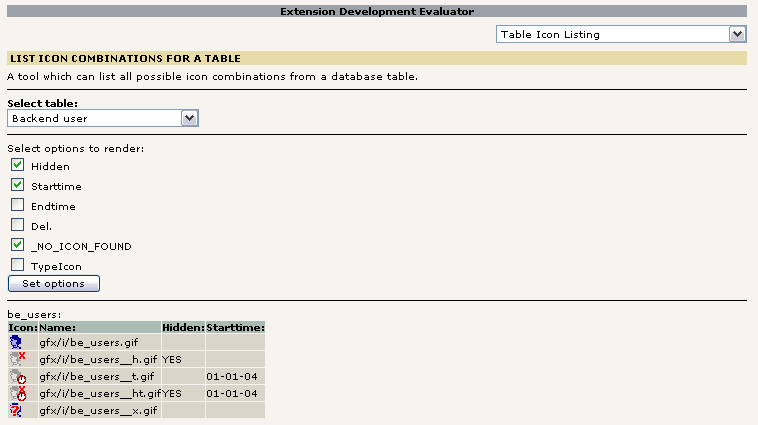 Extension Development Evaluator
Table Icon Listing
LIST ICON COMBINATIONS FOR A TABLE
A tool which can list all possible icon combinations from a database table.
Select table:
Backend user
Select options to render:
Hidden
Starttime
Endtime
Del.
_NO_ICON_FOUND
TypeIcon
Set options
be_users:
Icon: Name: Hidden: Starttime:
gfx/i/be_users.gif
gfx/i/be_users__h.gif YES
gfx/i/be_users__t.gif 01-01-04
gfx/i/be_users__ht.gif YES 01-01-04
gfx/i/be_users__x.gif